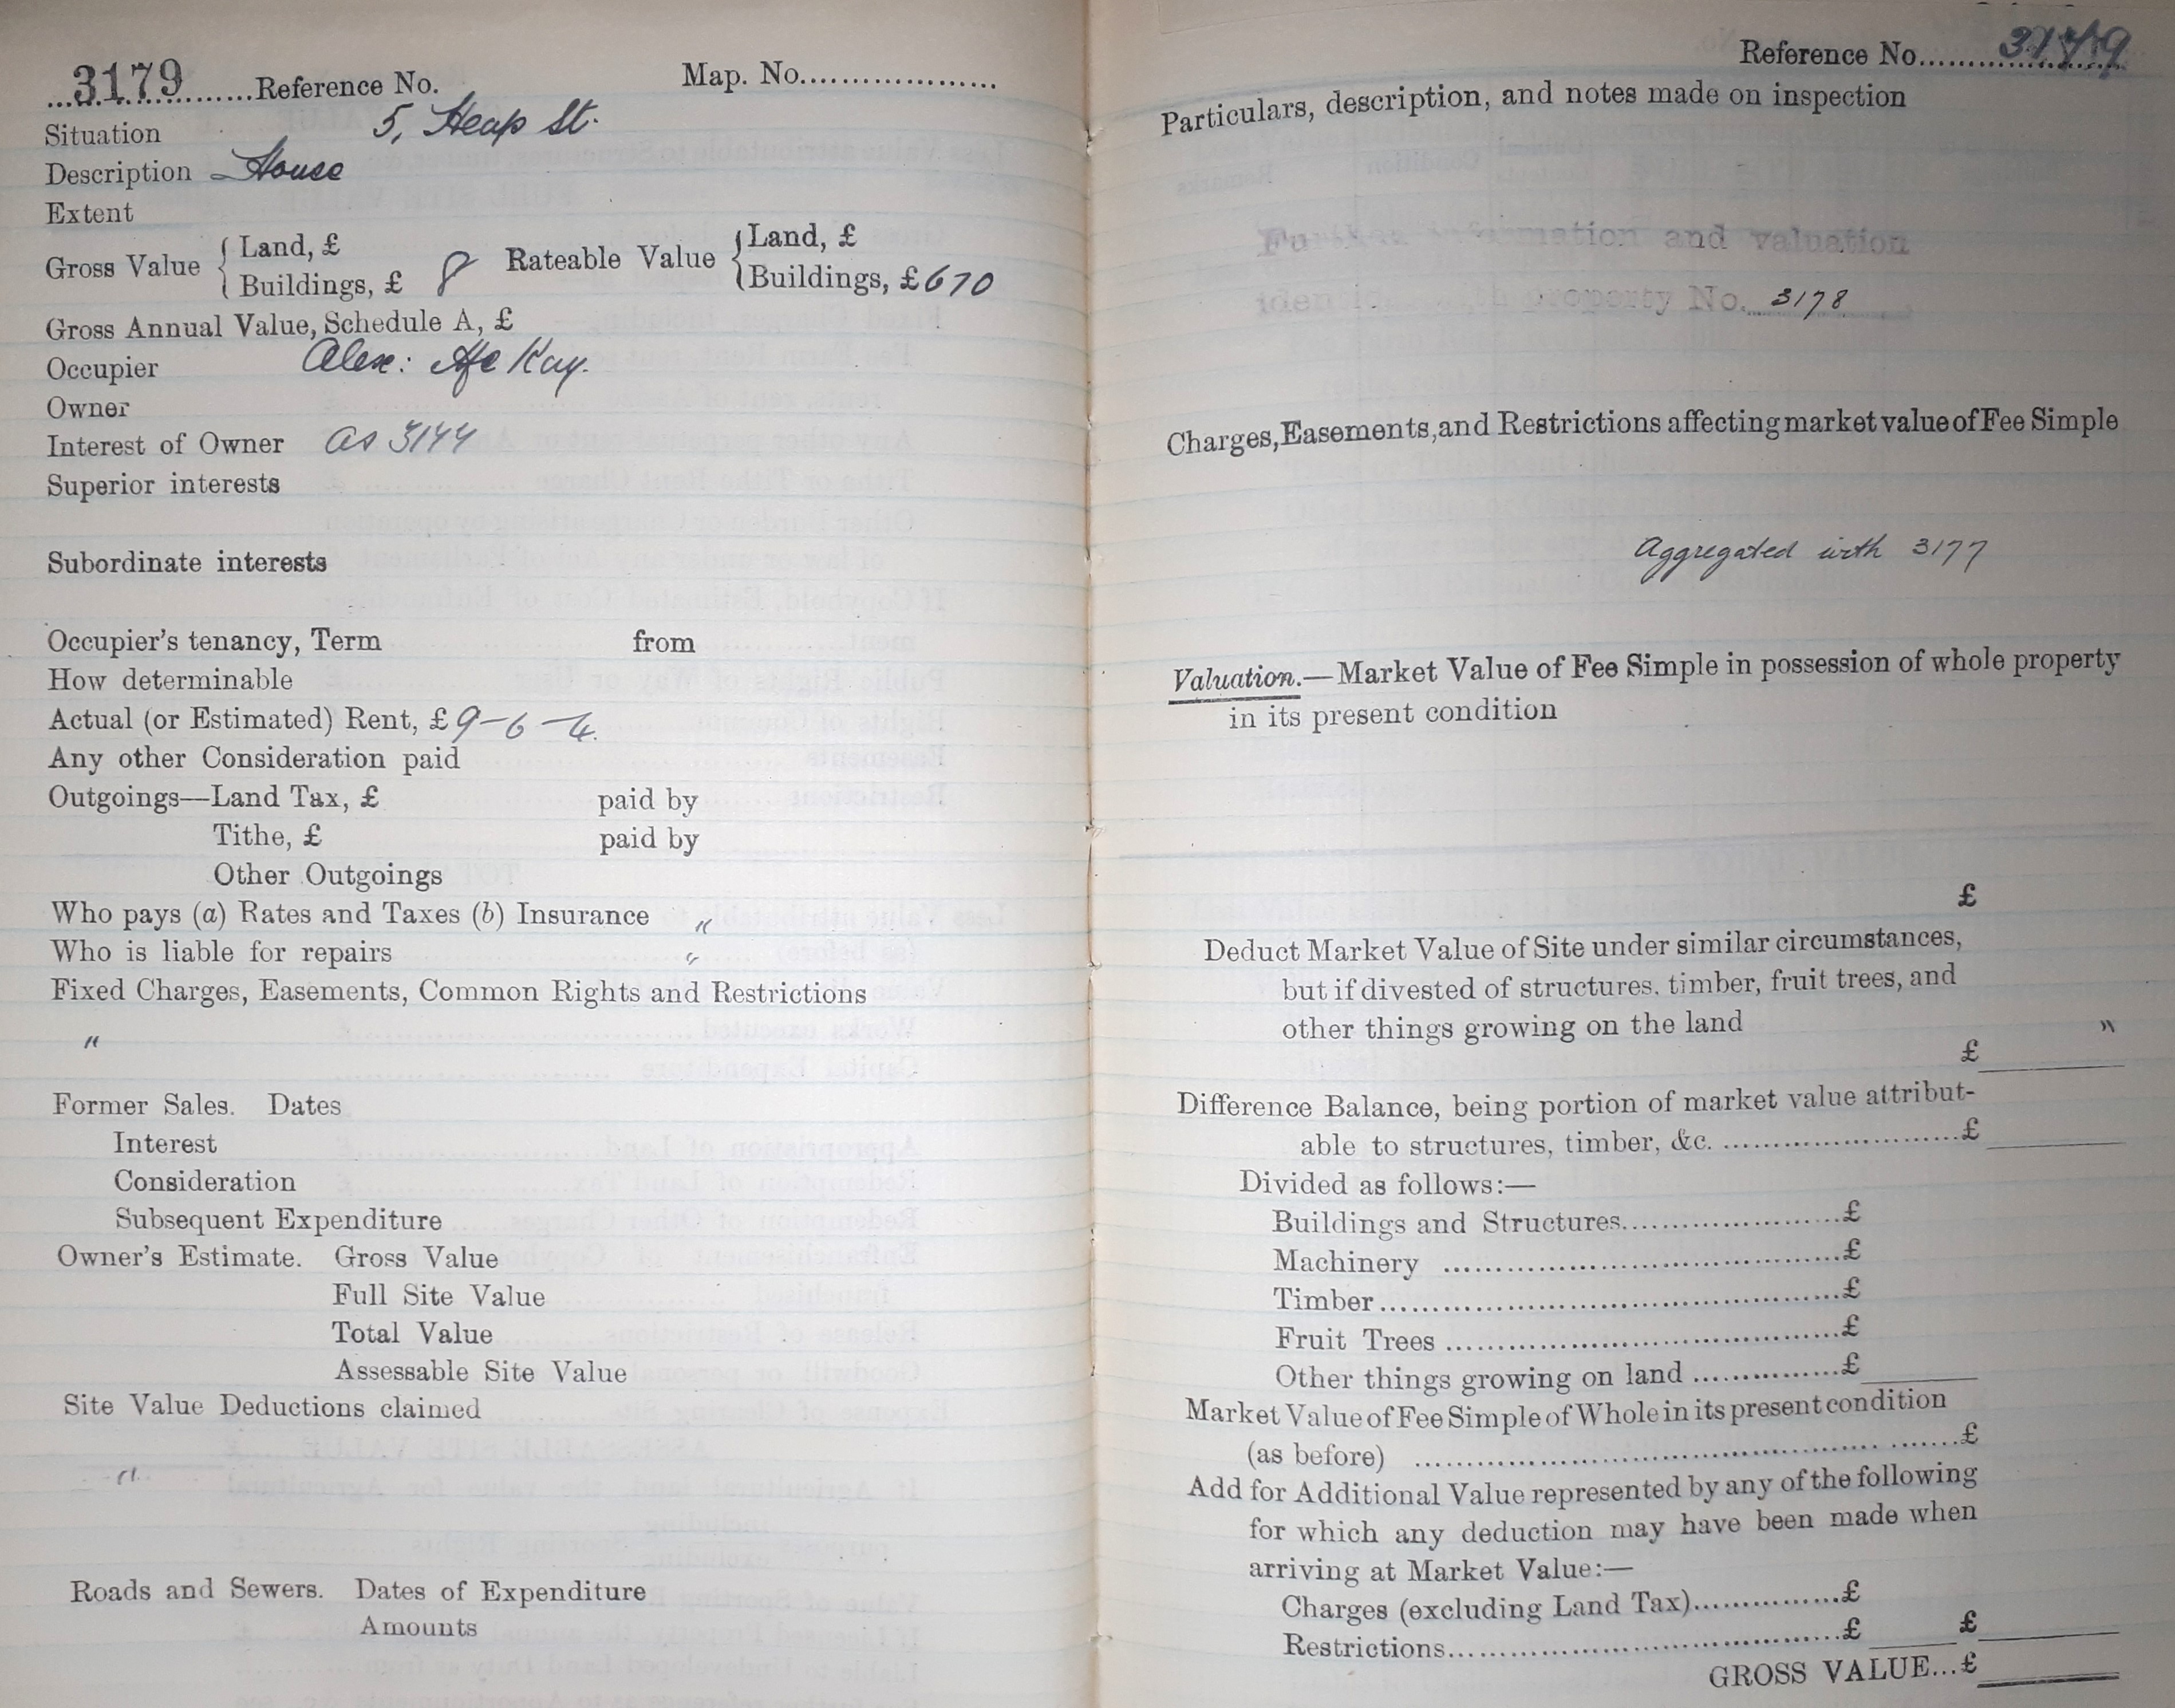 3179 Reference No. Map. No.
Situation 5, Heap St.
Description House
Extent
Gross Value { Land, £
Buildings, £ 8
Rateable Value { Land, £
Buildings, £ 6 10
Gross Annual Value, Schedule A, £
Occupier Alex: McKay.
Owner
Interest of Owner as 3144
Superior interests
Subordinate interests
Occupier's tenancy, Term from
How determinable
Actual (or Estimated) Rent, £ 9-6-4.
Any other Consideration paid
Outgoings—Land Tax, £ paid by
Tithe, £ paid by
Other Outgoings
Who pays (a) Rates and Taxes (b) Insurance "
Who is liable for repairs "
Fixed Charges, Easements, Common Rights and Restrictions
"
Former Sales. Dates
Interest
Consideration
Subsequent Expenditure
Owner's Estimate. Gross Value
Full Site Value
Total Value
Assessable Site Value
Site Value Deductions claimed
"
Roads and Sewers. Dates of Expenditure
Amounts
Reference No. 3179
Particulars, description, and notes made on inspection
Further information and valuation
identical with property No. 3178
Charges, Easements, and Restrictions affecting market value of Fee Simple
Aggregated with 3177
Valuation.—Market Value of Fee Simple in possession of whole property
in its present condition
£
Deduct Market Value of Site under similar circumstances,
but if divested of structures, timber, fruit trees, and
other things growing on the land "
£
Difference Balance, being portion of market value attribut-
able to structures, timber, &c. £
Divided as follows:—
Buildings and Structures £
Machinery £
Timber £
Fruit Trees £
Other things growing on land £
Market Value of Fee Simple of Whole in its present condition
(as before) £
Add for Additional Value represented by any of the following
for which any deduction may have been made when
arriving at Market Value:—
Charges (excluding Land Tax) £
Restrictions £ £
GROSS VALUE...£